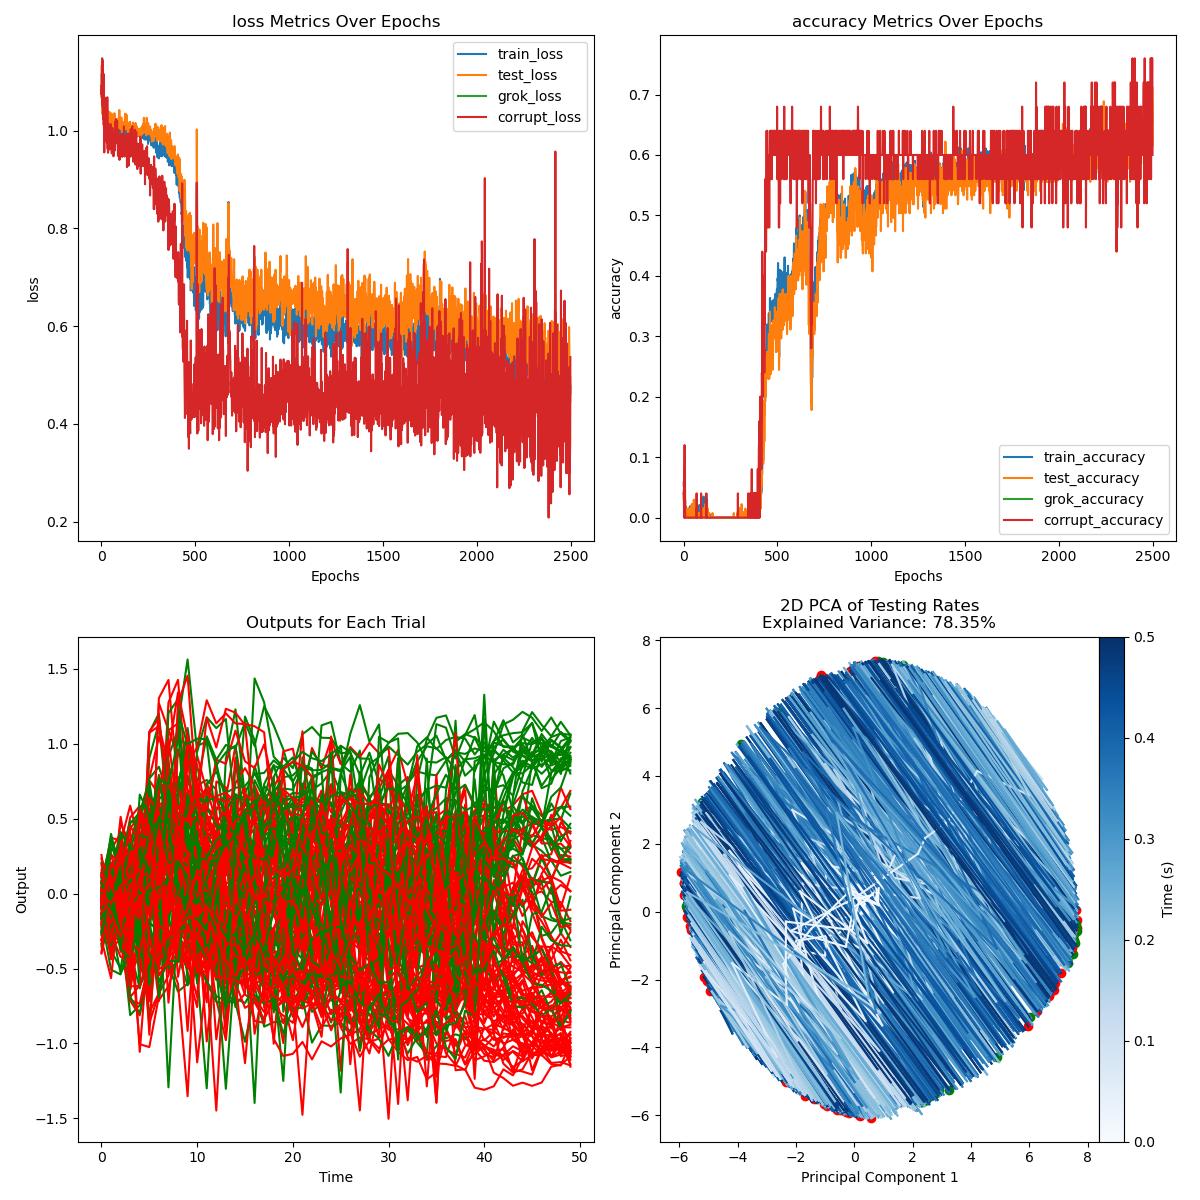 loss Metrics Over Epochs
train_loss
test_loss
grok_loss
corrupt_loss
1.0
0.8
0.6
0.4
0.2
loss
0
500
1000
1500
2000
2500
Epochs
accuracy Metrics Over Epochs
0.7
0.6
0.5
0.4
0.3
0.2
0.1
0.0
accuracy
train_accuracy
test_accuracy
grok_accuracy
corrupt_accuracy
0
500
1000
1500
2000
2500
Epochs
Outputs for Each Trial
1.5
1.0
0.5
0.0
−0.5
−1.0
−1.5
Output
0
10
20
30
40
50
Time
2D PCA of Testing Rates
Explained Variance: 78.35%
8
6
4
2
0
−2
−4
−6
Principal Component 2
−6
−4
−2
0
2
4
6
8
Principal Component 1
0.5
0.4
0.3
0.2
0.1
0.0
Time (s)